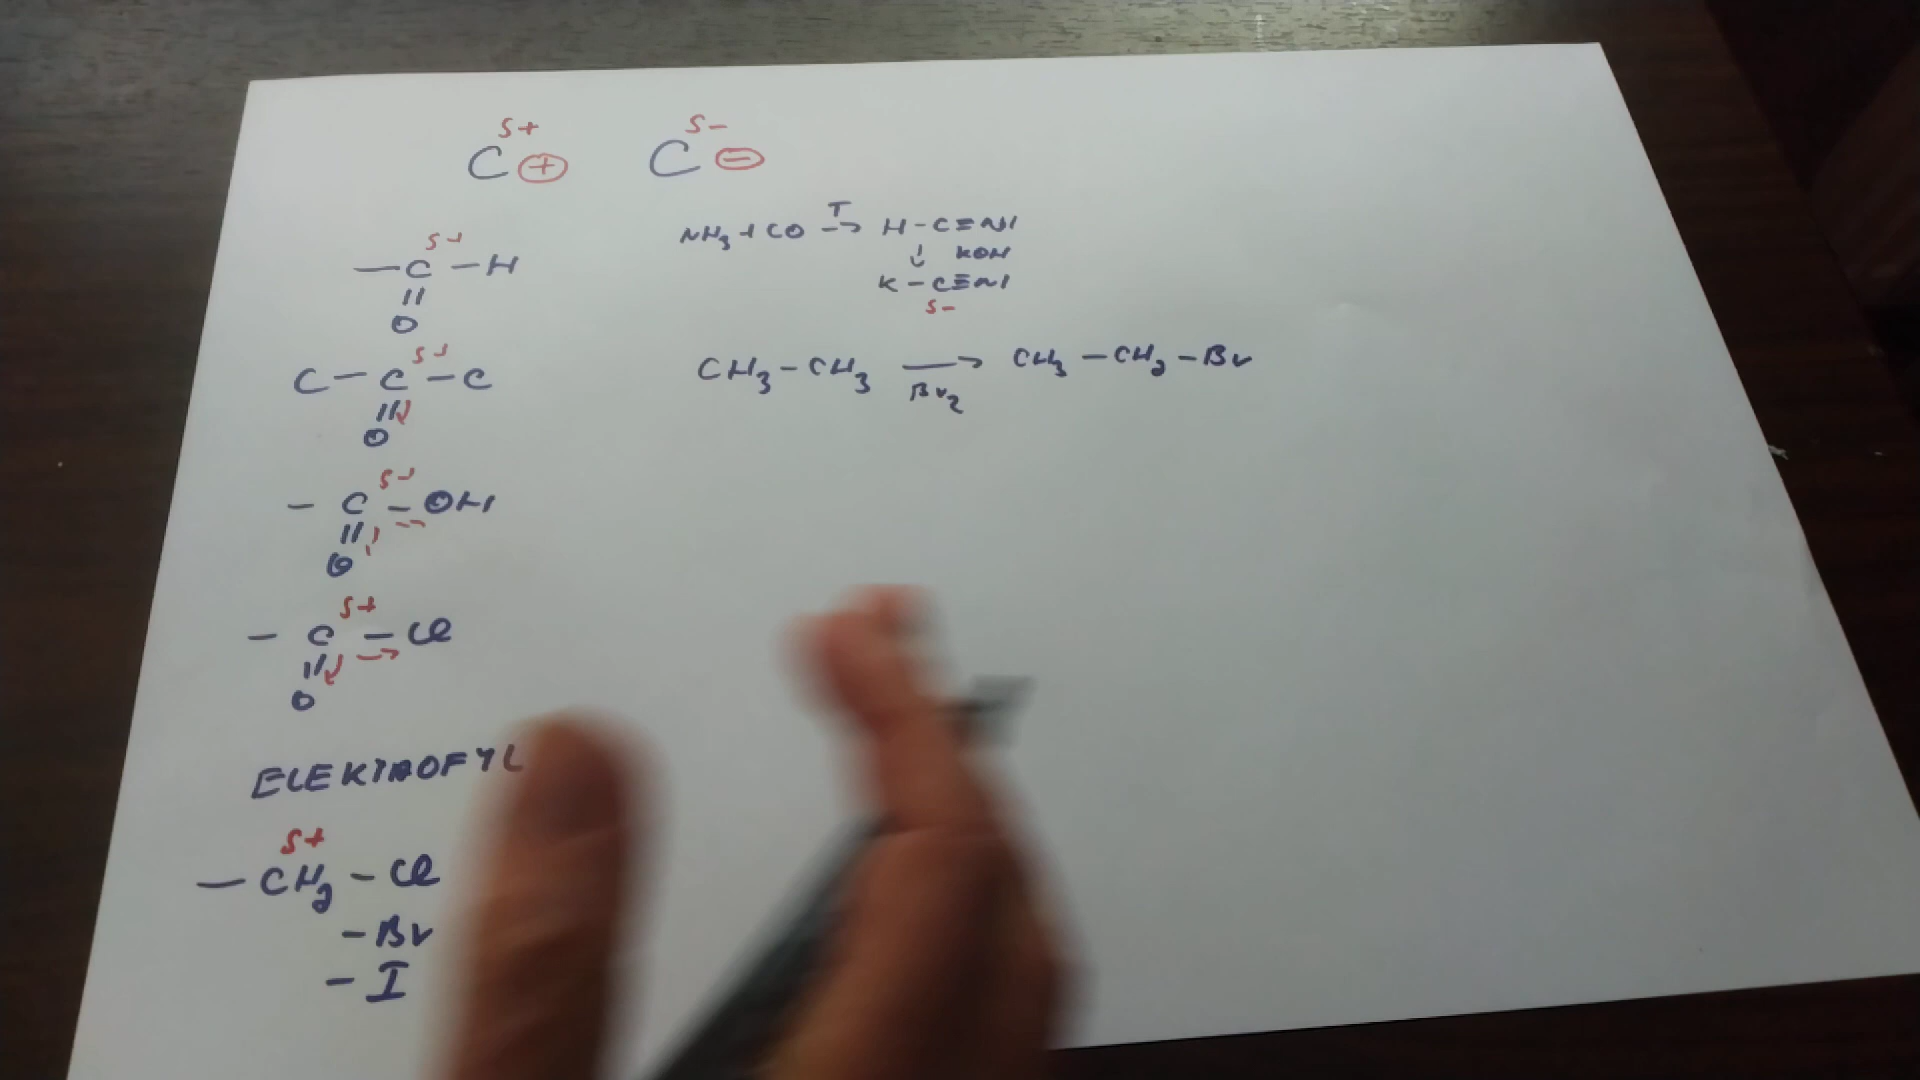 δ+ δ-
C⊕ C⊖
NH₃ + CO →T H-C≡N
↓ KOH
K-C≡N
δ-
δ+
-C-H
||
O
CH₃-CH₃ →Br₂ CH₃-CH₂-Br
δ+
C-C-C
||
O
δ+
-C-OH
||
O
δ+
-C-Cl
||
O
ELEKTROFYL
δ+
-CH₂-Cl
-Br
-I